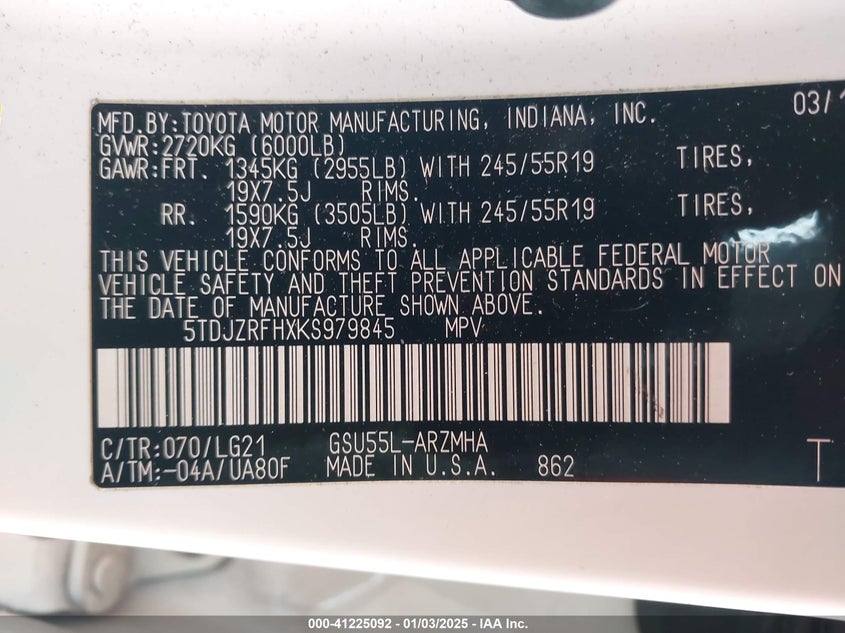 MFD.BY:TOYOTA MOTOR MANUFACTURING, INDIANA, INC. 03/1
GVWR:2720KG (6000LB)
GAWR:FRT. 1345KG (2955LB) WITH 245/55R19 TIRES,
19X7.5J RIMS.
RR. 1590KG (3505LB) WITH 245/55R19 TIRES,
19X7.5J RIMS.
THIS VEHICLE CONFORMS TO ALL APPLICABLE FEDERAL MOTOR
VEHICLE SAFETY AND THEFT PREVENTION STANDARDS IN EFFECT ON
THE DATE OF MANUFACTURE SHOWN ABOVE.
5TDJZRFHXKS979845 MPV
C/TR:070/LG21 GSU55L-ARZMHA
A/TM:-04A/UA80F MADE IN U.S.A. 862 T
000-41225092 - 01/03/2025 - IAA Inc.